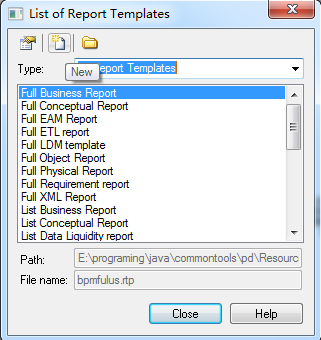 List of Report Templates
Type:
eport Templates
New
Full Business Report
Full Conceptual Report
Full EAM Report
Full ETL report
Full LDM template
Full Object Report
Full Physical Report
Full Requirement report
Full XML Report
List Business Report
List Conceptual Report
List Data Liquidity report
Path:
E:\programing\java\commontools\pd\Resourc
File name:
bpmfulus.rtp
Close
Help